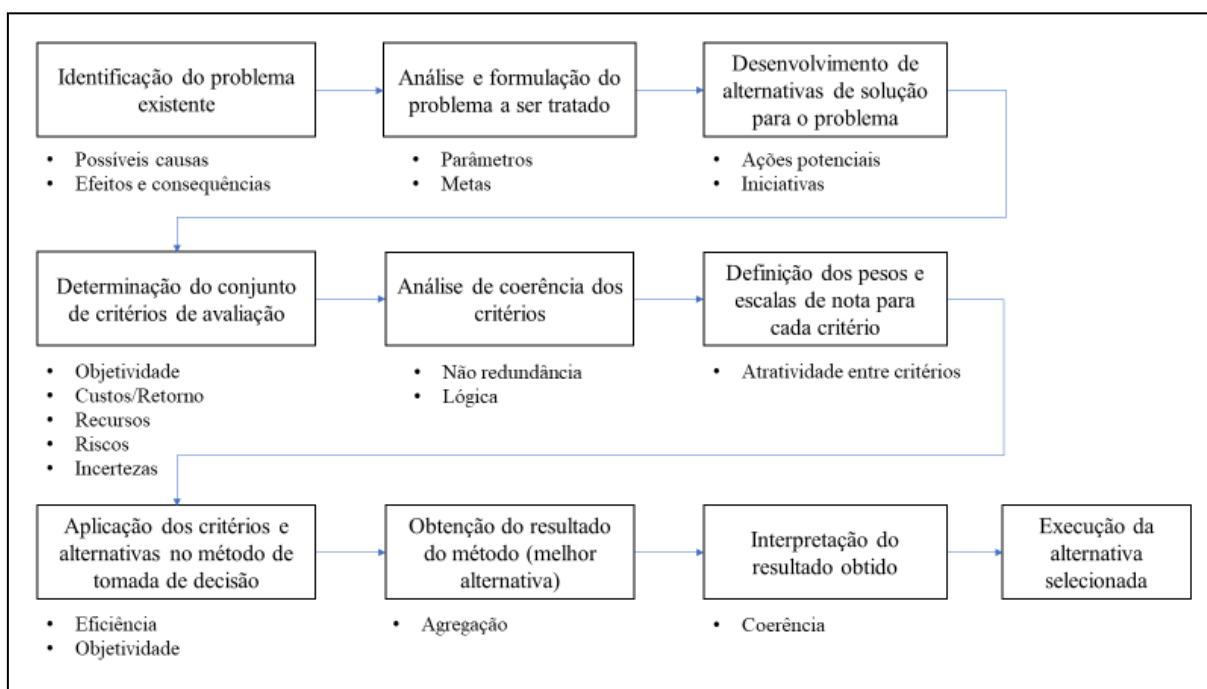 Identificação do problema
existente
• Possíveis causas
• Efeitos e consequências
Análise e formulação do
problema a ser tratado
• Parâmetros
• Metas
Desenvolvimento de
alternativas de solução
para o problema
• Ações potenciais
• Iniciativas
Determinação do conjunto
de critérios de avaliação
• Objetividade
• Custos/Retorno
• Recursos
• Riscos
• Incertezas
Análise de coerência dos
critérios
• Não redundância
• Lógica
Definição dos pesos e
escalas de nota para
cada critério
• Atratividade entre critérios
Aplicação dos critérios e
alternativas no método de
tomada de decisão
• Eficiência
• Objetividade
Obtenção do resultado
do método (melhor
alternativa)
• Agregação
Interpretação do
resultado obtido
• Coerência
Execução da
alternativa
selecionada